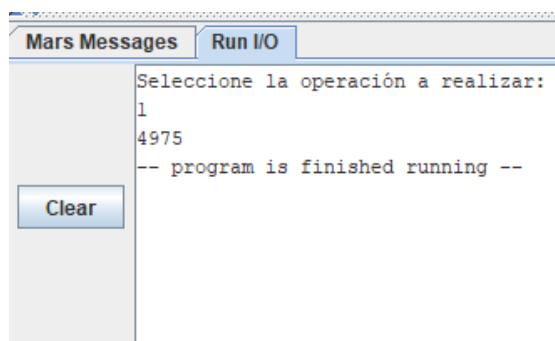 Mars Messages
Run I/O
Seleccione la operación a realizar:
1
4975
-- program is finished running --
Clear